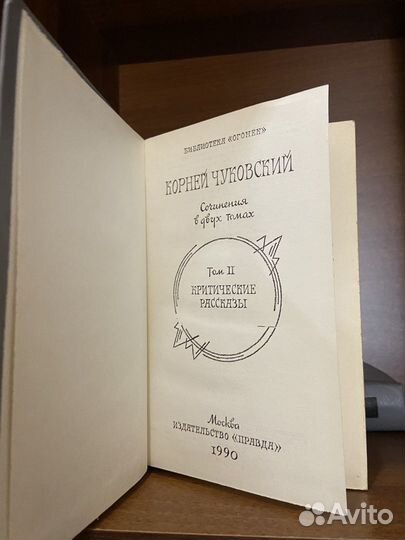 БИБЛИОТЕКА «ОГОНЕК»
КОРНЕЙ ЧУКОВСКИЙ
Сочинения
в двух томах
Том II
КРИТИЧЕСКИЕ
РАССКАЗЫ
Москва
ИЗДАТЕЛЬСТВО «ПРАВДА»
1990
Avito